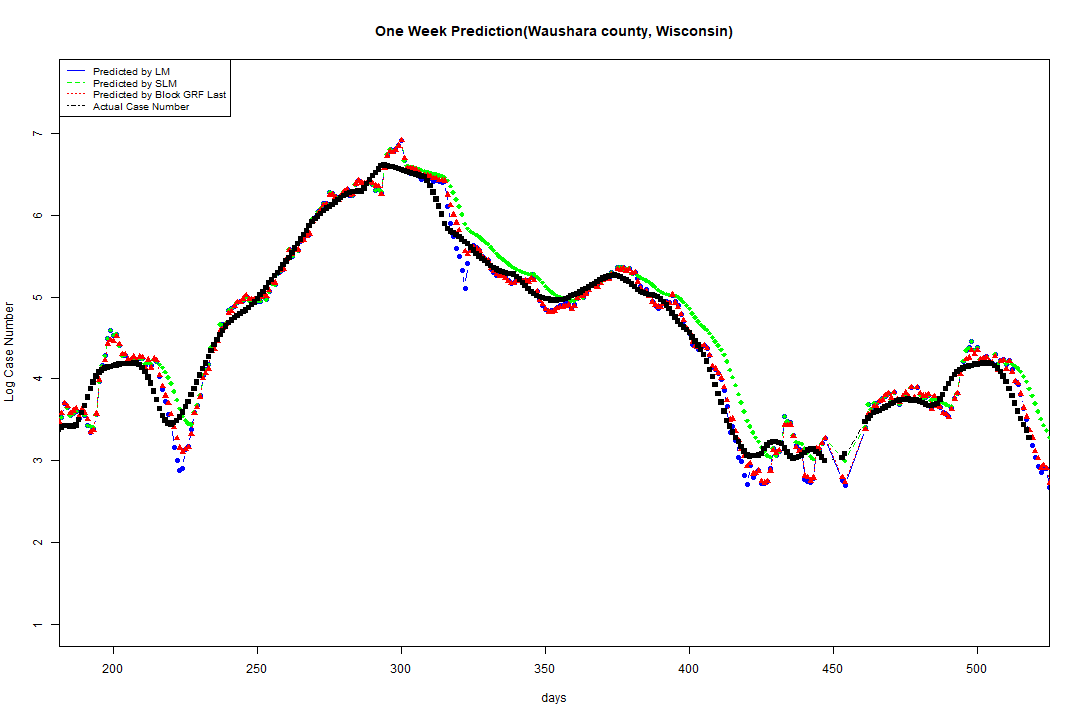 One Week Prediction(Waushara county, Wisconsin)
Predicted by LM
Predicted by SLM
Predicted by Block GRF Last
Actual Case Number
Log Case Number
7
6
5
4
3
2
1
200 250 300 350 400 450 500
days